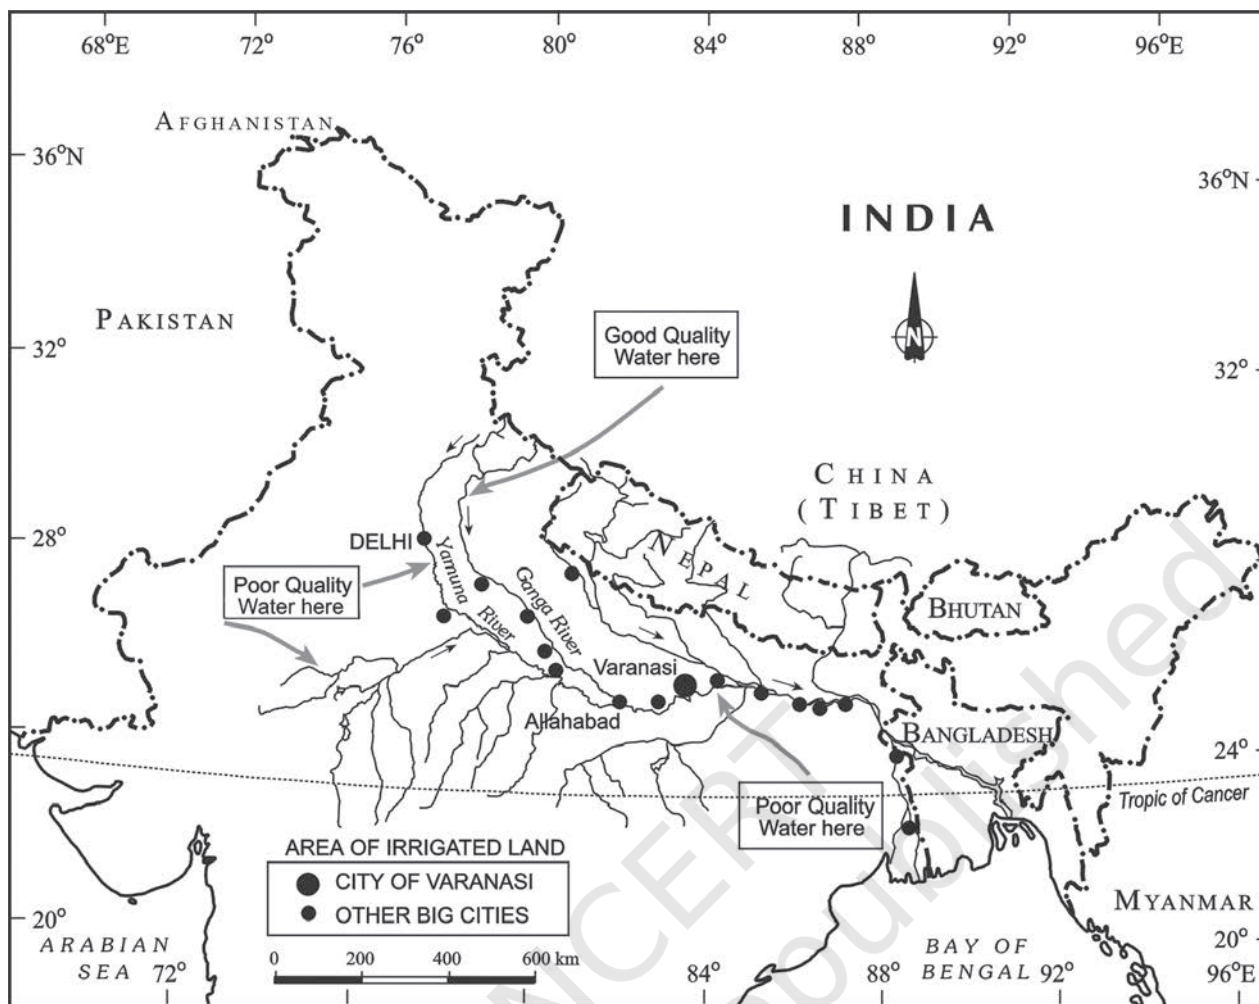 68°E 72° 76° 80° 84° 88° 92° 96°E
AFGHANISTAN
36°N
36°N
INDIA
PAKISTAN
N
Good Quality
Water here
32°
32°
CHINA
(TIBET)
28°
DELHI
28°
NEPAL
Poor Quality
Water here
Yamuna River
Ganga River
BHUTAN
Varanasi
Allahabad
BANGLADESH
24°
Tropic of Cancer
Poor Quality
Water here
AREA OF IRRIGATED LAND
CITY OF VARANASI
OTHER BIG CITIES
MYANMAR
20°
20°
ARABIAN
SEA
BAY OF
BENGAL
0 200 400 600 km
72° 84° 88° 92° 96°E
NCERT
published